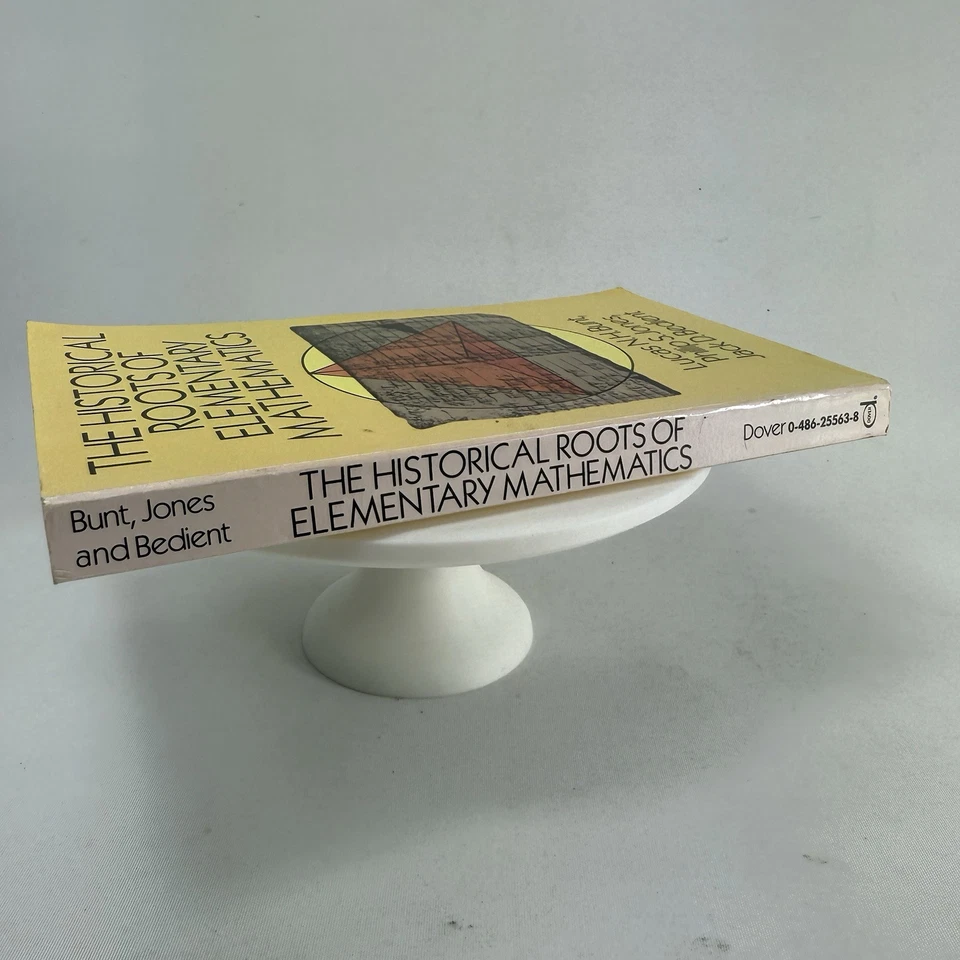 THE HISTORICAL
ROOTS OF
ELEMENTARY
MATHEMATICS
Lucas N.H. Bunt
Phillip S. Jones
Jack D. Bedient
Bunt, Jones
and Bedient
THE HISTORICAL ROOTS OF
ELEMENTARY MATHEMATICS
Dover 0-486-25563-8
DOVER